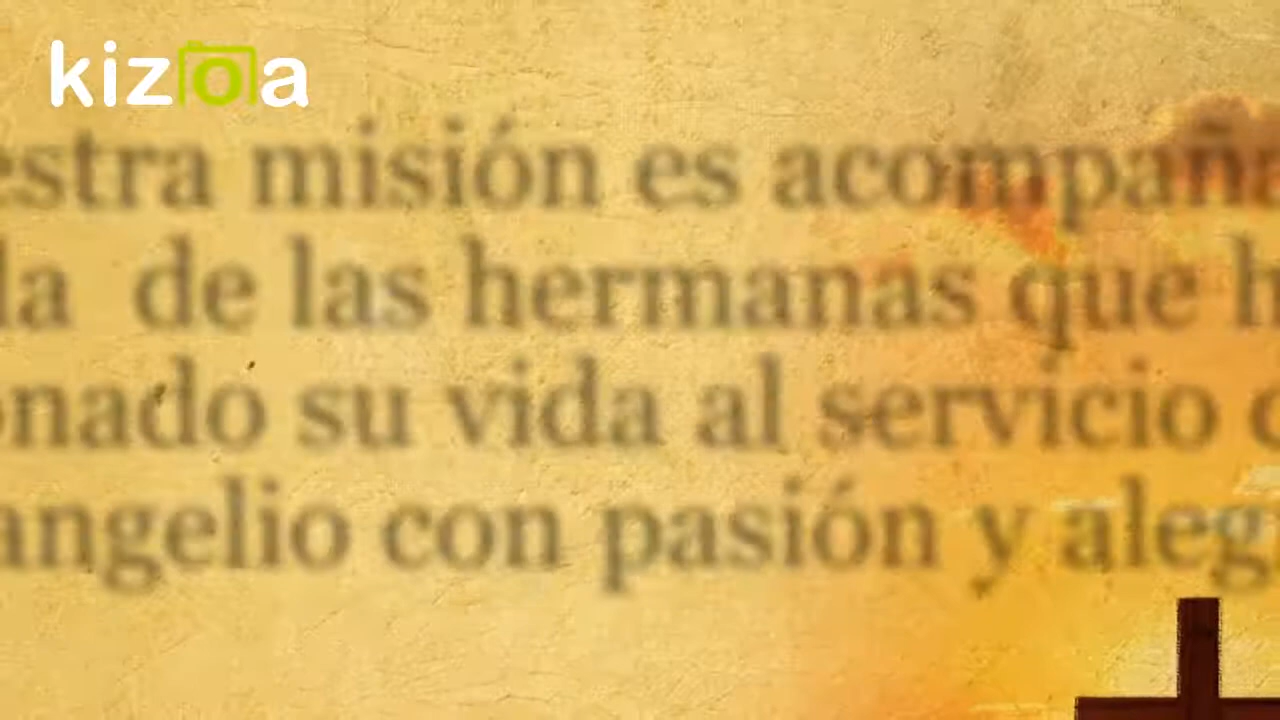 kizoa
estra misión es acompaña
la de las hermanas que h
onado su vida al servicio
angelio con pasión y aleg